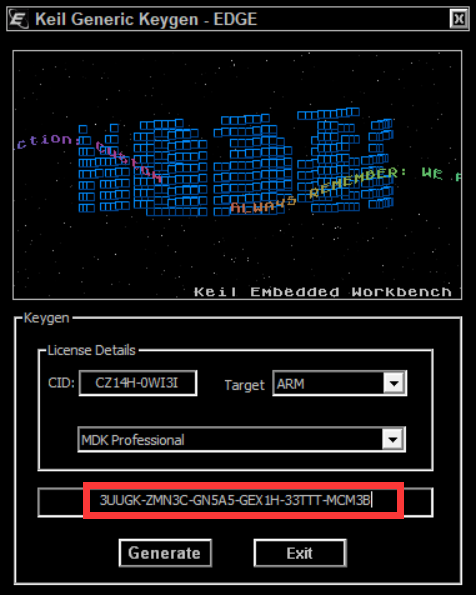 Keil Generic Keygen - EDGE
ction: Custom
ALWAYS REMEMBER: WE
Keil Embedded Workbench
Keygen
License Details
CID: CZ14H-0WI3I Target ARM
MDK Professional
3UUGK-ZMN3C-GN5A5-GEX1H-33TTT-MCM3B
Generate Exit